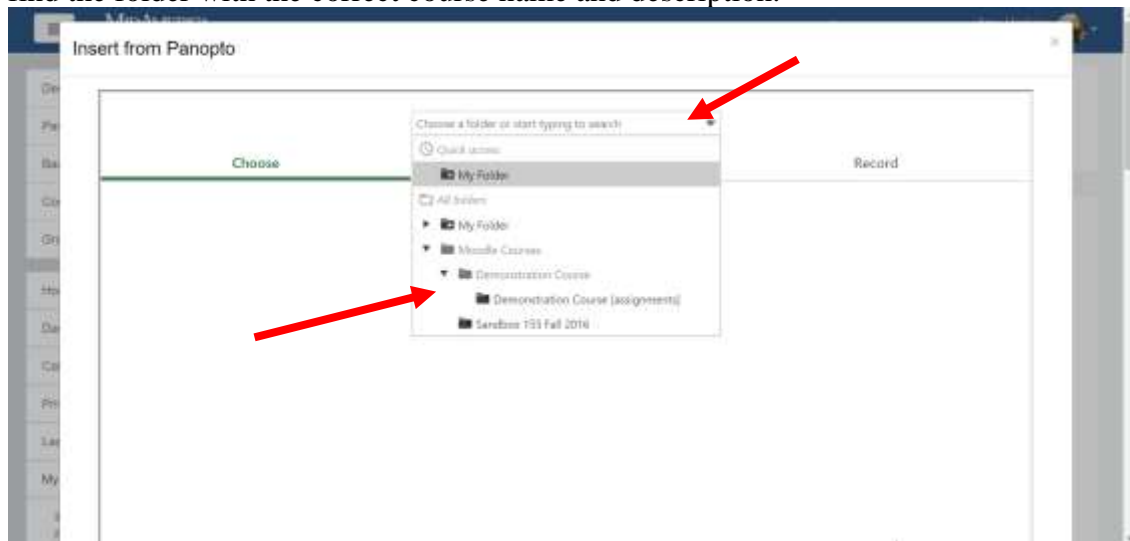 find the folder with the correct course name and description.
Insert from Panopto
×
Choose a folder or start typing to search
Quick access
Choose
Record
My Folder
All folders
My Folder
Moodle Courses
Demonstration Course
Demonstration Course [assignments]
Sandbox 155 Fall 2016
My